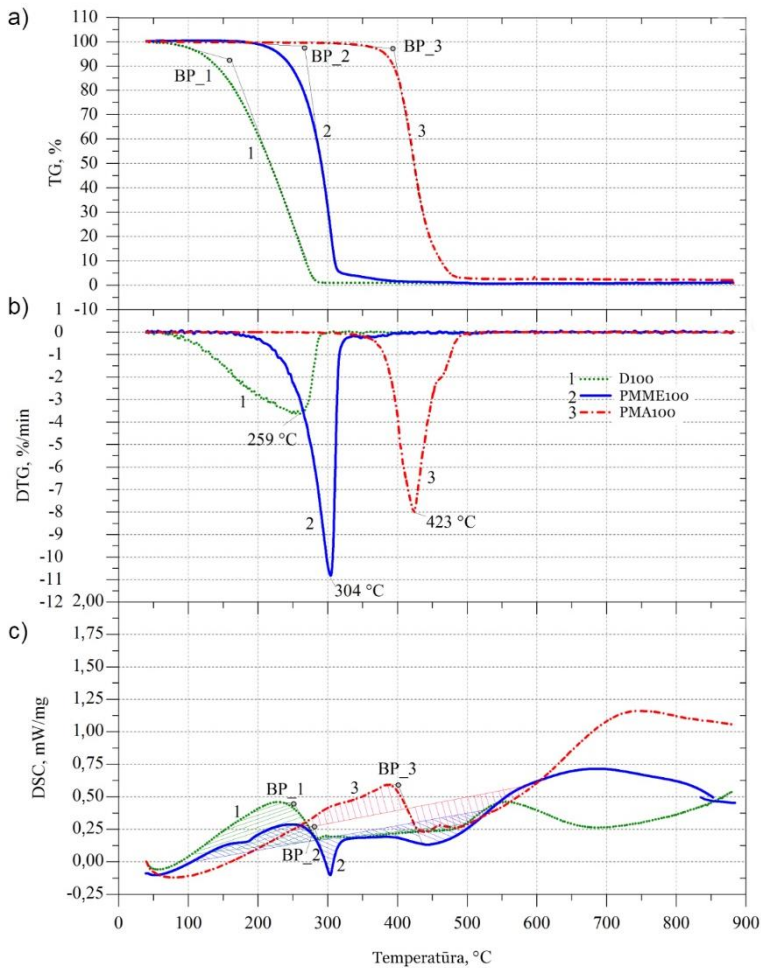 a)
110
100
90
80
70
60
50
40
30
20
10
0
-10
TG, %
BP_1
BP_2
BP_3
1
2
3
b)
1
0
-1
-2
-3
-4
-5
-6
-7
-8
-9
-10
-11
-12
DTG, %/min
1
259 °C
2
304 °C
3
423 °C
1 D100
2 PMME100
3 PMA100
c)
2,00
1,75
1,50
1,25
1,00
0,75
0,50
0,25
0,00
-0,25
DSC, mW/mg
1
BP_1
BP_2
2
3
BP_3
0 100 200 300 400 500 600 700 800 900
Temperatūra, °C